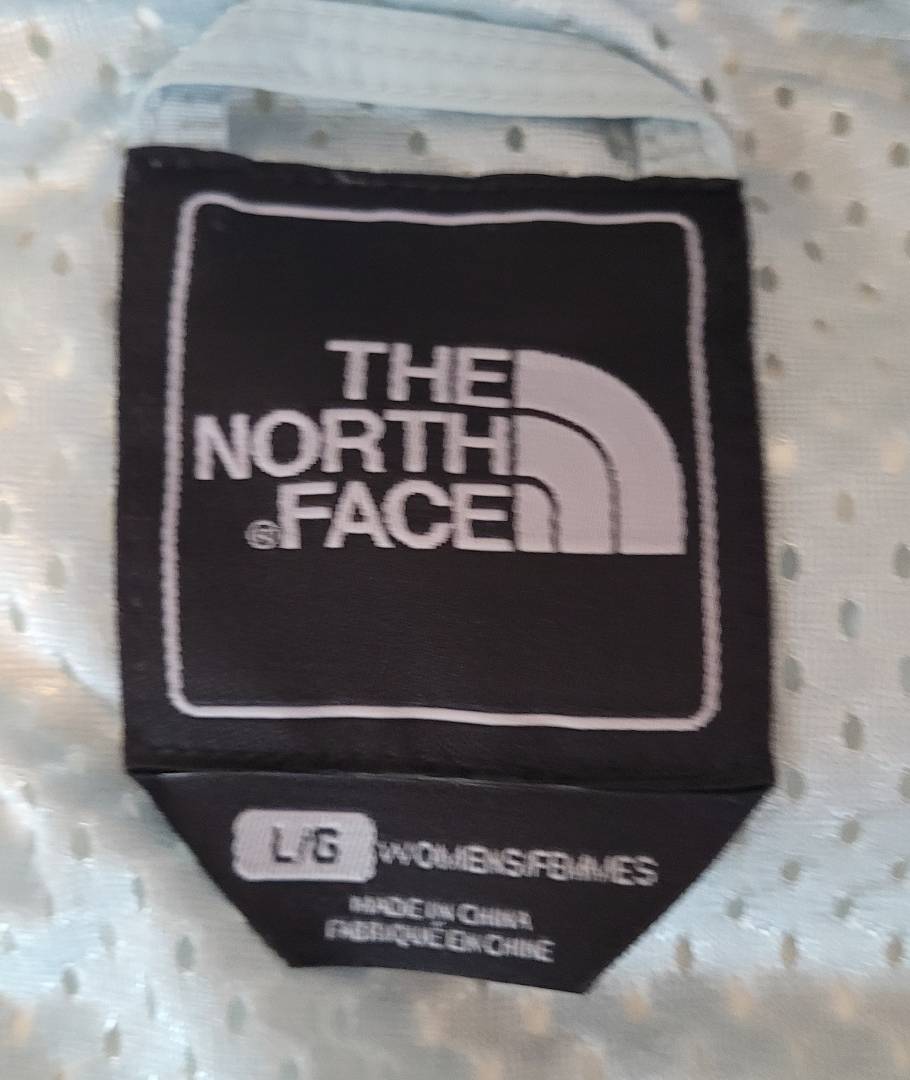 THE
NORTH
®FACE
L/G WOMENS/FEMMES
MADE IN CHINA
FABRIQUÉ EN CHINE